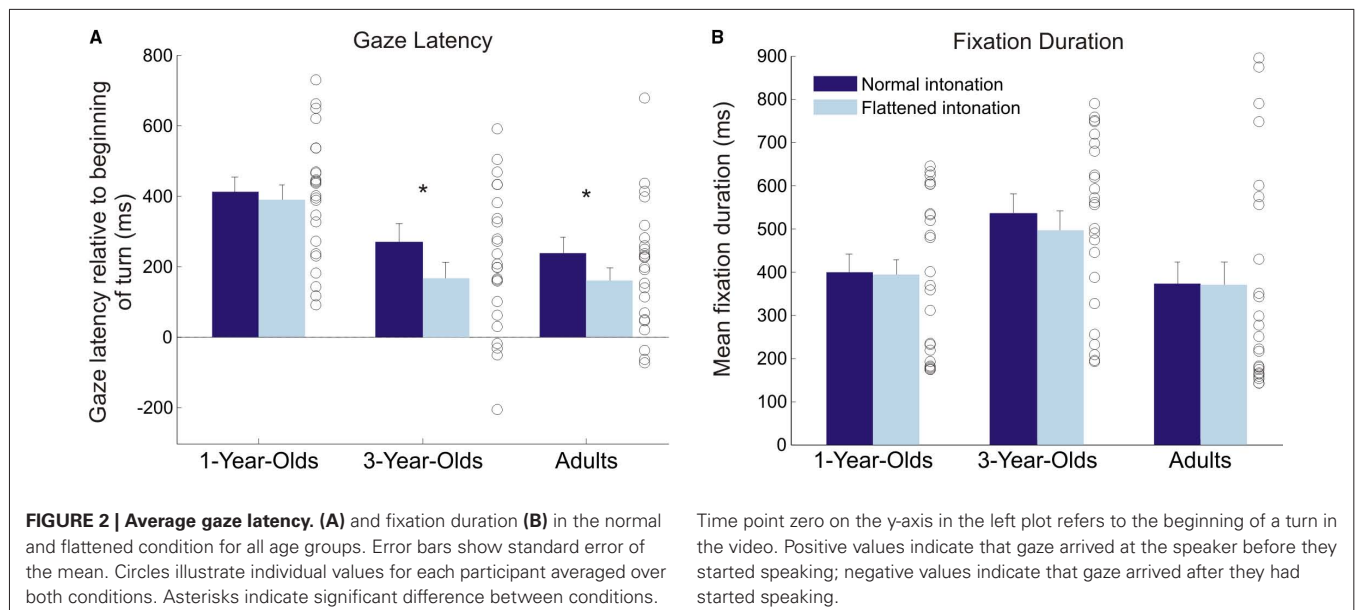 A
Gaze Latency
800
600
400
200
0
-200
Gaze latency relative to beginning
of turn (ms)
*
*
1-Year-Olds 3-Year-Olds Adults
B
Fixation Duration
900
800
700
600
500
400
300
200
100
0
Mean fixation duration (ms)
Normal intonation
Flattened intonation
1-Year-Olds 3-Year-Olds Adults
FIGURE 2 | Average gaze latency. (A) and fixation duration (B) in the normal
and flattened condition for all age groups. Error bars show standard error of
the mean. Circles illustrate individual values for each participant averaged over
both conditions. Asterisks indicate significant difference between conditions.
Time point zero on the y-axis in the left plot refers to the beginning of a turn in
the video. Positive values indicate that gaze arrived at the speaker before they
started speaking; negative values indicate that gaze arrived after they had
started speaking.